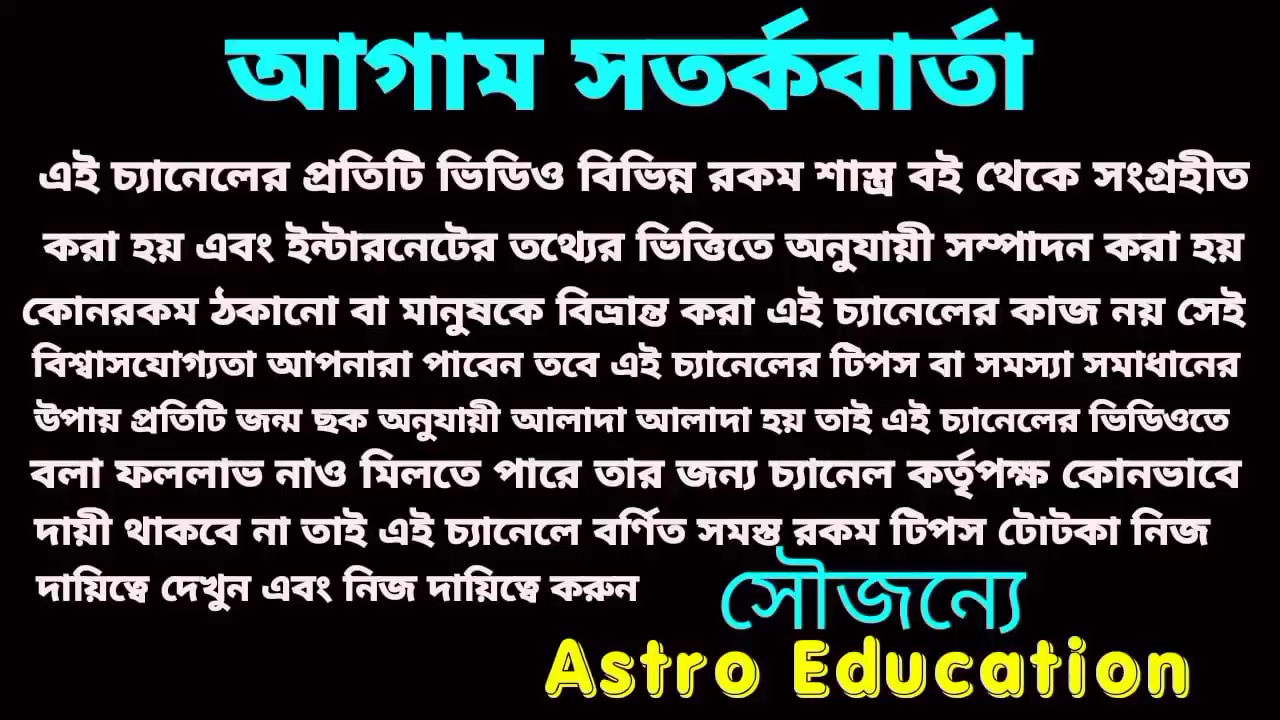 আগাম সতর্কবার্তা
এই চ্যানেলের প্রতিটি ভিডিও বিভিন্ন রকম শাস্ত্র বই থেকে সংগ্রহীত
করা হয় এবং ইন্টারনেটের তথ্যের ভিত্তিতে অনুযায়ী সম্পাদন করা হয়
কোনরকম ঠকানো বা মানুষকে বিভ্রান্ত করা এই চ্যানেলের কাজ নয় সেই
বিশ্বাসযোগ্যতা আপনারা পাবেন তবে এই চ্যানেলের টিপস বা সমস্যা সমাধানের
উপায় প্রতিটি জন্ম ছক অনুযায়ী আলাদা আলাদা হয় তাই এই চ্যানেলের ভিডিওতে
বলা ফললাভ নাও মিলতে পারে তার জন্য চ্যানেল কর্তৃপক্ষ কোনভাবে
দায়ী থাকবে না তাই এই চ্যানেলে বর্ণিত সমস্ত রকম টিপস টোটকা নিজ
দায়িত্বে দেখুন এবং নিজ দায়িত্বে করুন
সৌজন্যে
Astro Education